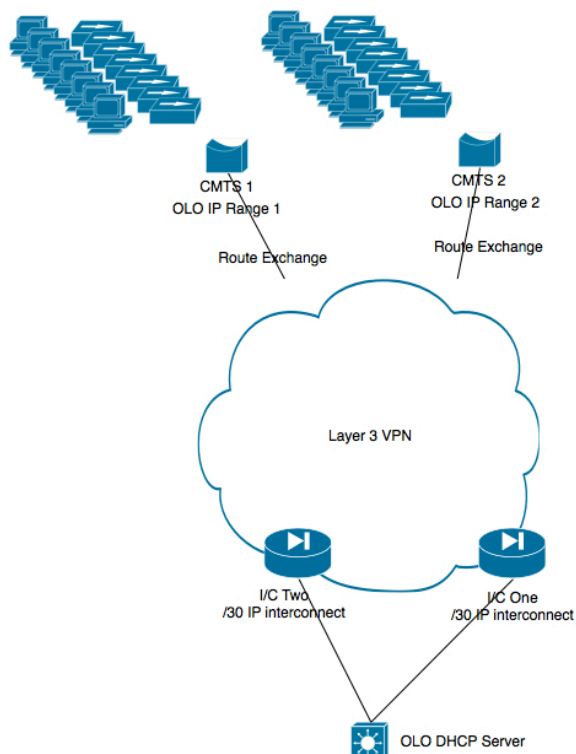 CMTS 1
OLO IP Range 1
Route Exchange
CMTS 2
OLO IP Range 2
Route Exchange
Layer 3 VPN
I/C Two
/30 IP interconnect
I/C One
/30 IP interconnect
OLO DHCP Server